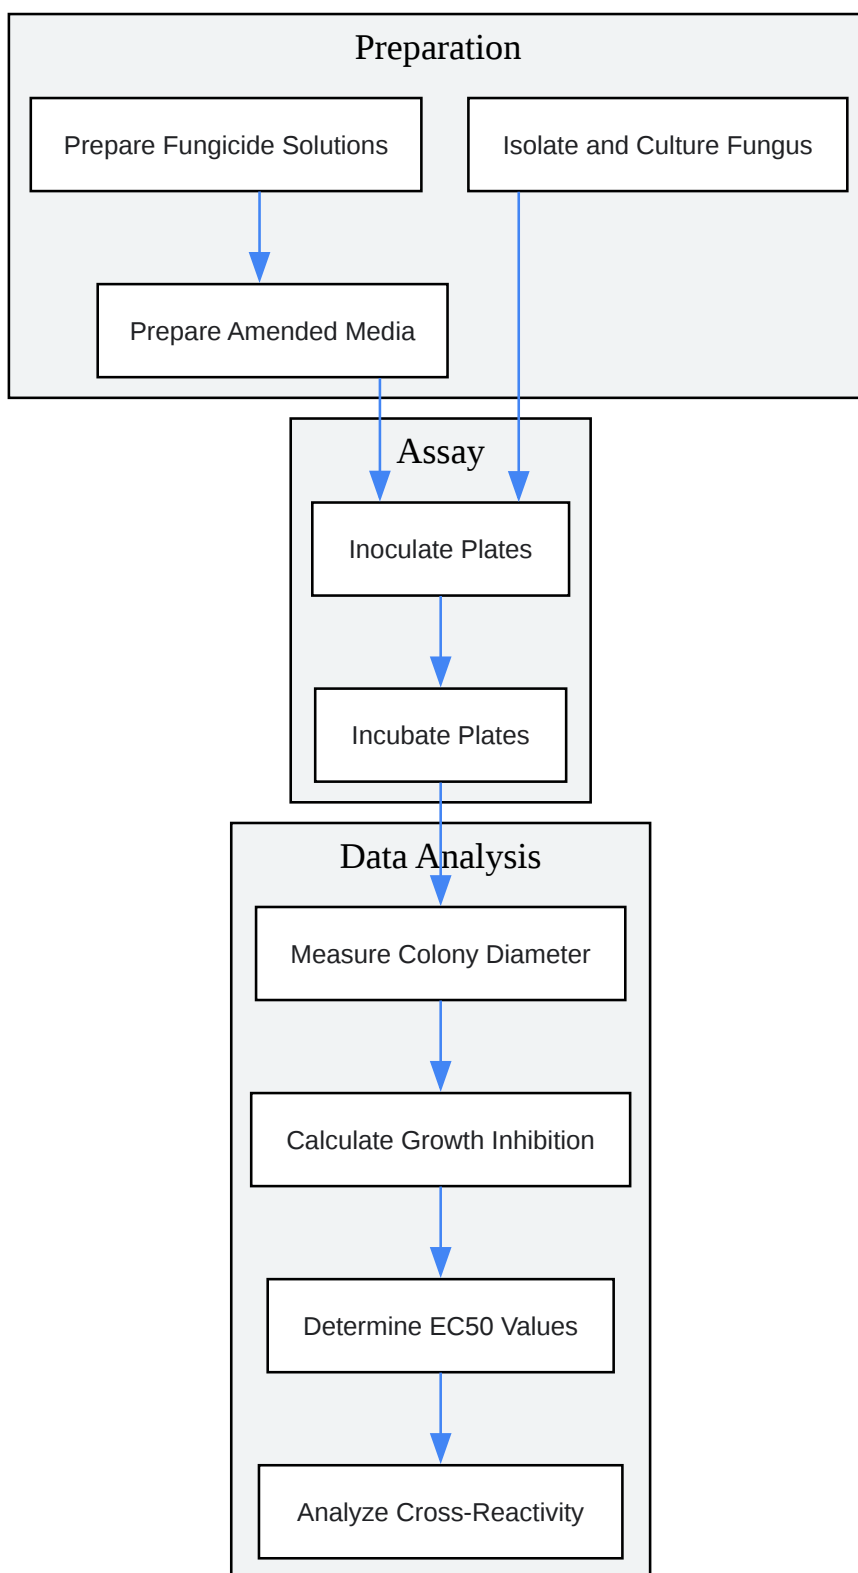 Preparation
Prepare Fungicide Solutions
Isolate and Culture Fungus
Prepare Amended Media
Assay
Inoculate Plates
Incubate Plates
Data Analysis
Measure Colony Diameter
Calculate Growth Inhibition
Determine EC50 Values
Analyze Cross-Reactivity